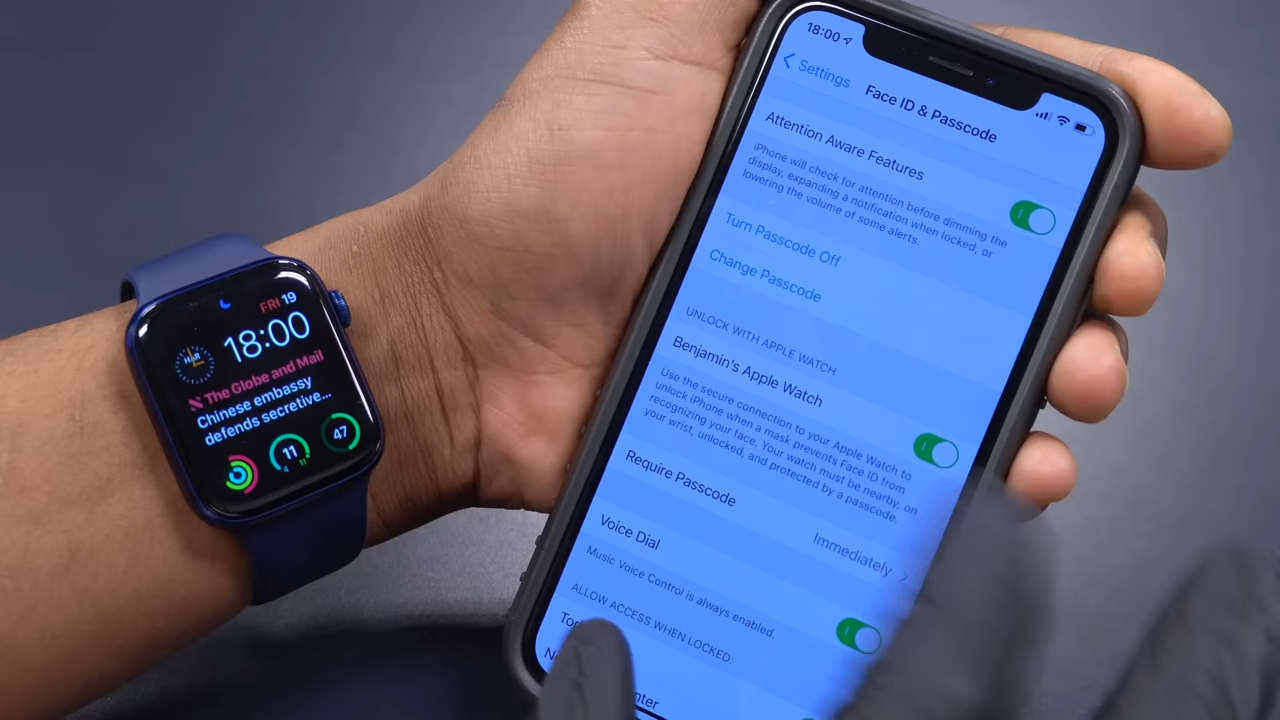 FRI 19
18:00
The Globe and Mail
Chinese embassy
defends secretive...
11
4 11
47
18:00
Settings
Face ID & Passcode
Attention Aware Features
iPhone will check for attention before dimming the
display, expanding a notification when locked, or
lowering the volume of some alerts.
Turn Passcode Off
Change Passcode
UNLOCK WITH APPLE WATCH
Benjamin's Apple Watch
Use the secure connection to your Apple Watch to
unlock iPhone when a mask prevents Face ID from
recognizing your face. Your watch must be nearby, on
your wrist, unlocked, and protected by a passcode.
Require Passcode
Immediately
Voice Dial
Music Voice Control is always enabled.
ALLOW ACCESS WHEN LOCKED: